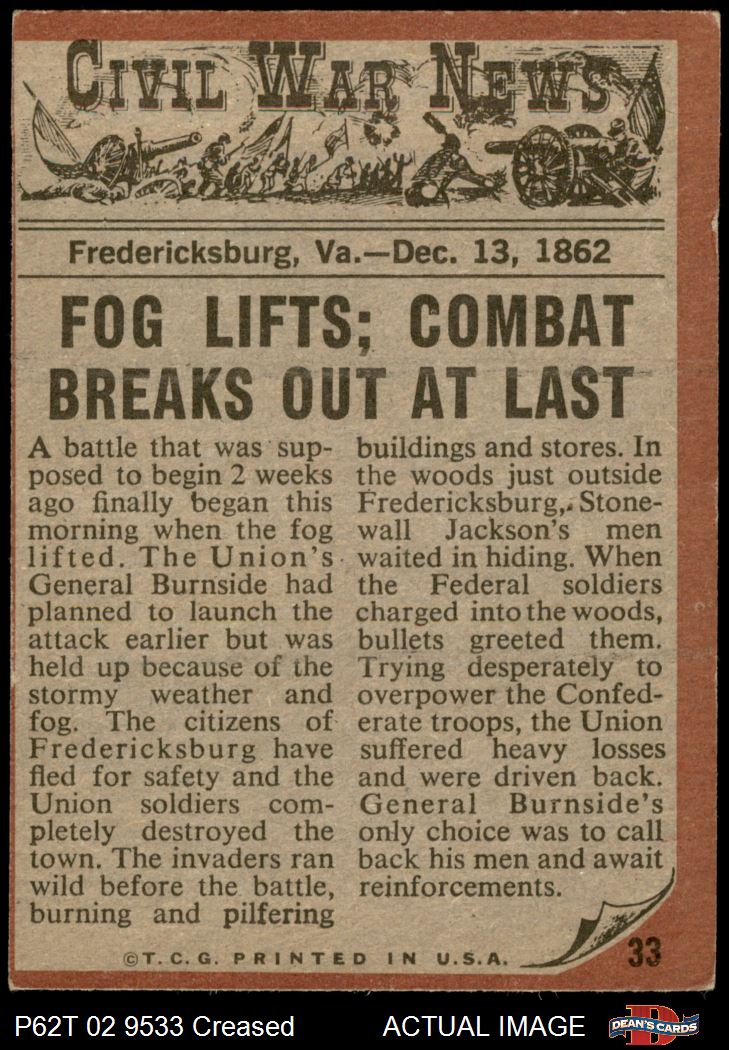 CIVIL WAR NEWS
Fredericksburg, Va.—Dec. 13, 1862
FOG LIFTS; COMBAT
BREAKS OUT AT LAST
A battle that was sup-
posed to begin 2 weeks
ago finally began this
morning when the fog
lifted. The Union's
General Burnside had
planned to launch the
attack earlier but was
held up because of the
stormy weather and
fog. The citizens of
Fredericksburg have
fled for safety and the
Union soldiers com-
pletely destroyed the
town. The invaders ran
wild before the battle,
burning and pilfering
buildings and stores. In
the woods just outside
Fredericksburg, Stone-
wall Jackson's men
waited in hiding. When
the Federal soldiers
charged into the woods,
bullets greeted them.
Trying desperately to
overpower the Confed-
erate troops, the Union
suffered heavy losses
and were driven back.
General Burnside's
only choice was to call
back his men and await
reinforcements.
©T.C.G. PRINTED IN U.S.A.
33
P62T 02 9533 Creased
ACTUAL IMAGE
DEAN'S CARDS